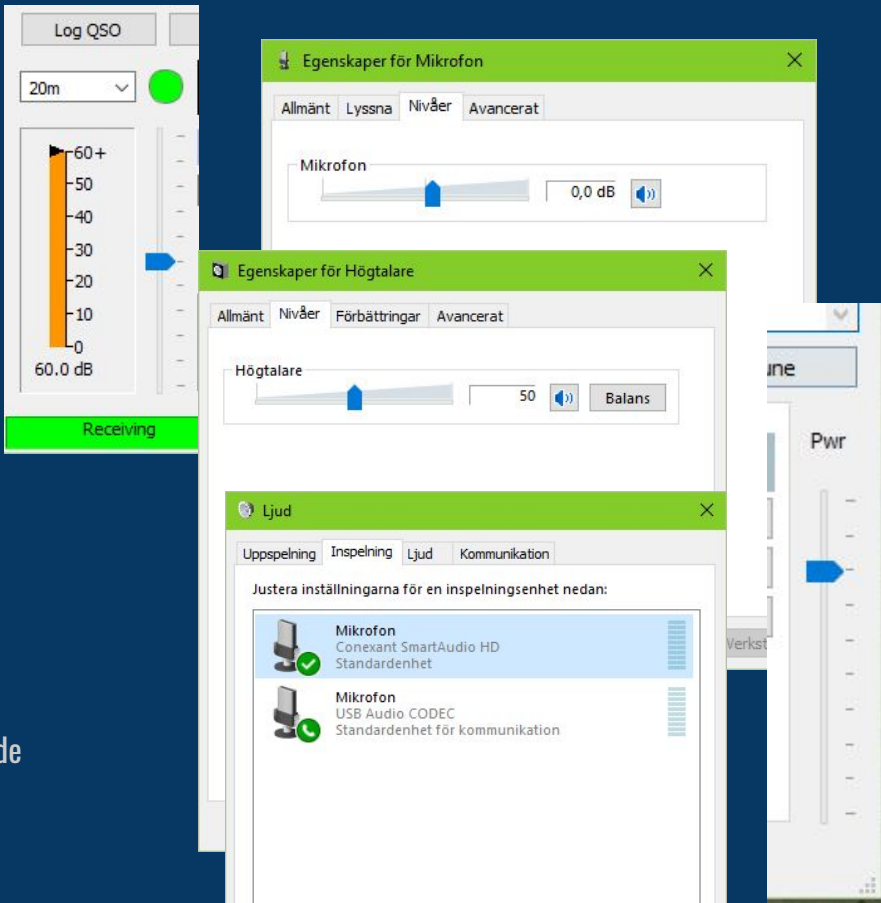 Log QSO
20m
60+
50
40
30
20
10
0
60.0 dB
Receiving
Egenskaper för Mikrofon
Allmänt Lyssna Nivåer Avancerat
Mikrofon
0,0 dB
Egenskaper för Högtalare
Allmänt Nivåer Förbättringar Avancerat
Högtalare
50 Balans
Ljud
Uppspelning Inspelning Ljud Kommunikation
Justera inställningarna för en inspelningsenhet nedan:
Mikrofon
Conexant SmartAudio HD
Standardenhet
Mikrofon
USB Audio CODEC
Standardenhet för kommunikation
Pwr